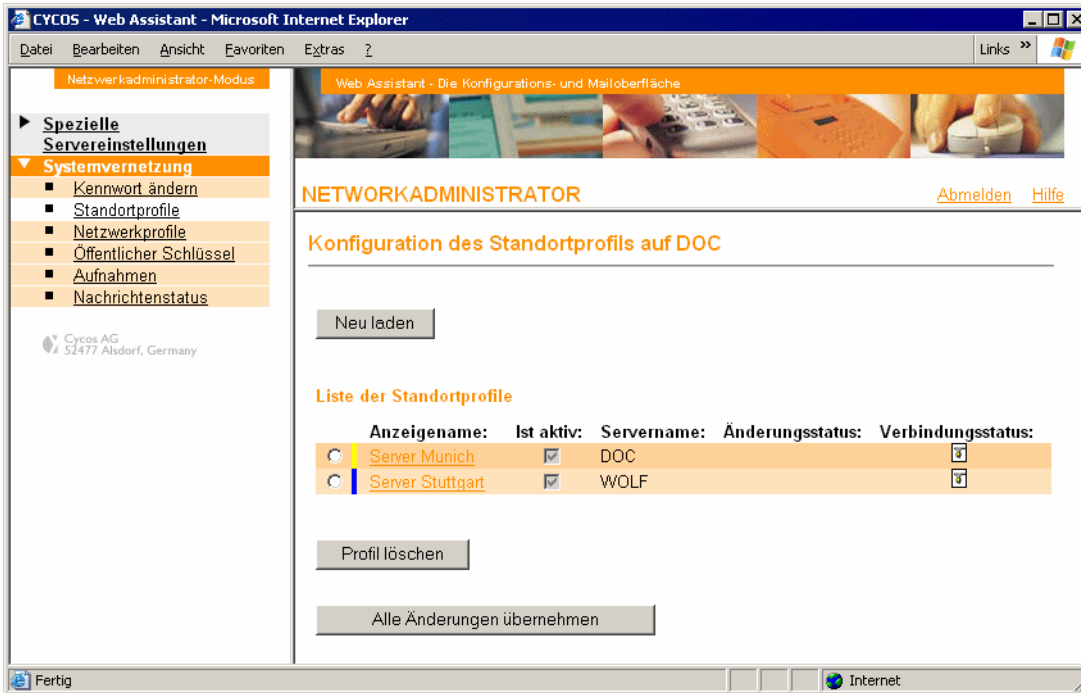 CYCOS - Web Assistant - Microsoft Internet Explorer
Datei Bearbeiten Ansicht Favoriten Extras ? Links »
Netzwerkadministrator-Modus
Web Assistant - Die Konfigurations- und Mailoberfläche
Spezielle
Servereinstellungen
Systemvernetzung
Kennwort ändern
Standortprofile
Netzwerkprofile
Öffentlicher Schlüssel
Aufnahmen
Nachrichtenstatus
Cycos AG
52477 Alsdorf, Germany
NETWORKADMINISTRATOR Abmelden Hilfe
Konfiguration des Standortprofils auf DOC
Neu laden
Liste der Standortprofile
Anzeigename: Ist aktiv: Servername: Änderungsstatus: Verbindungsstatus:
Server Munich DOC
Server Stuttgart WOLF
Profil löschen
Alle Änderungen übernehmen
Fertig Internet